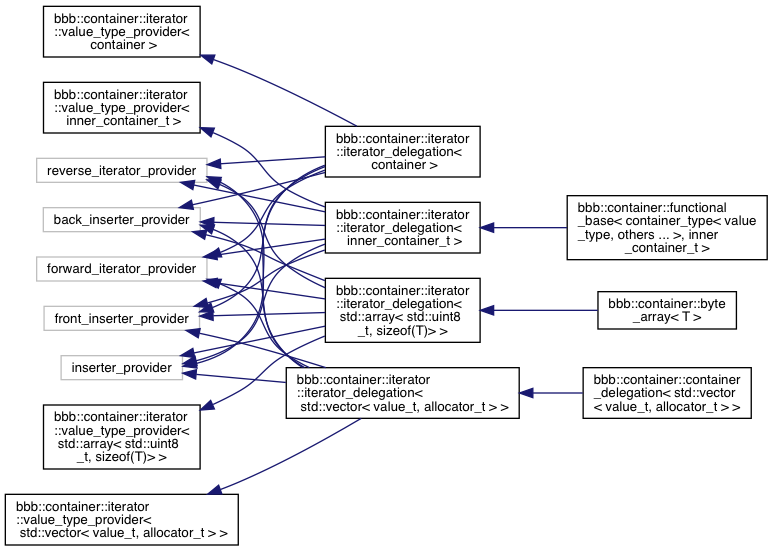 bbb::container::iterator
::value_type_provider<
container >
bbb::container::iterator
::value_type_provider<
inner_container_t >
reverse_iterator_provider
back_inserter_provider
forward_iterator_provider
front_inserter_provider
inserter_provider
bbb::container::iterator
::value_type_provider<
std::array< std::uint8
_t, sizeof(T)> >
bbb::container::iterator
::value_type_provider<
std::vector< value_t, allocator_t > >
bbb::container::iterator
::iterator_delegation<
container >
bbb::container::iterator
::iterator_delegation<
inner_container_t >
bbb::container::iterator
::iterator_delegation<
std::array< std::uint8
_t, sizeof(T)> >
bbb::container::iterator
::iterator_delegation<
std::vector< value_t, allocator_t > >
bbb::container::functional
_base< container_type< value
_type, others ... >, inner
_container_t >
bbb::container::byte
_array< T >
bbb::container::container
_delegation< std::vector
< value_t, allocator_t > >